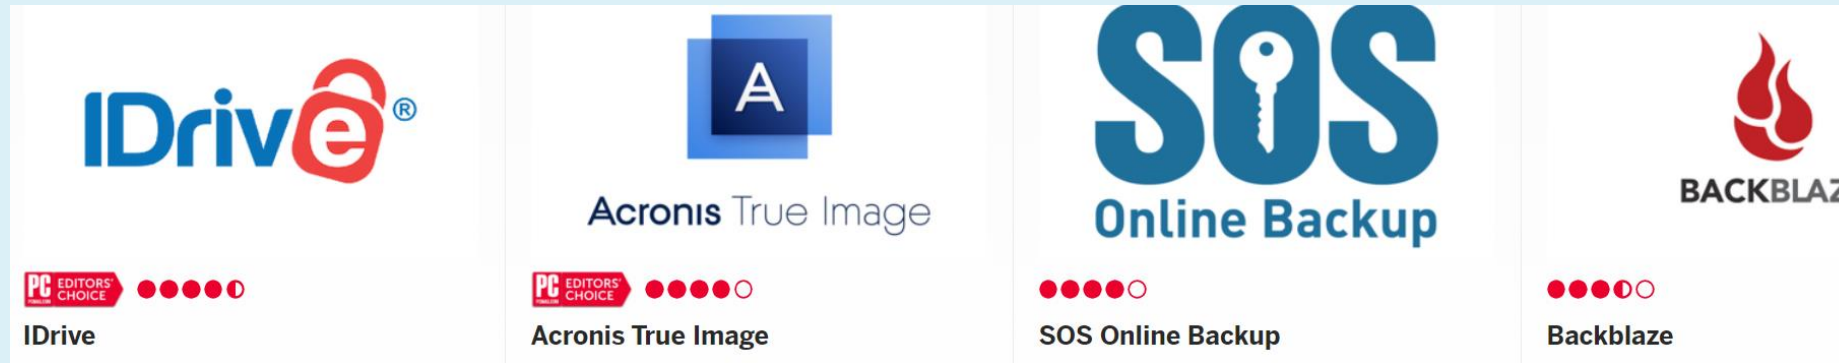 IDrive®
Acronis True Image
SOS
Online Backup
BACKBLAZ
PC EDITORS' CHOICE
PC EDITORS' CHOICE
IDrive
Acronis True Image
SOS Online Backup
Backblaze